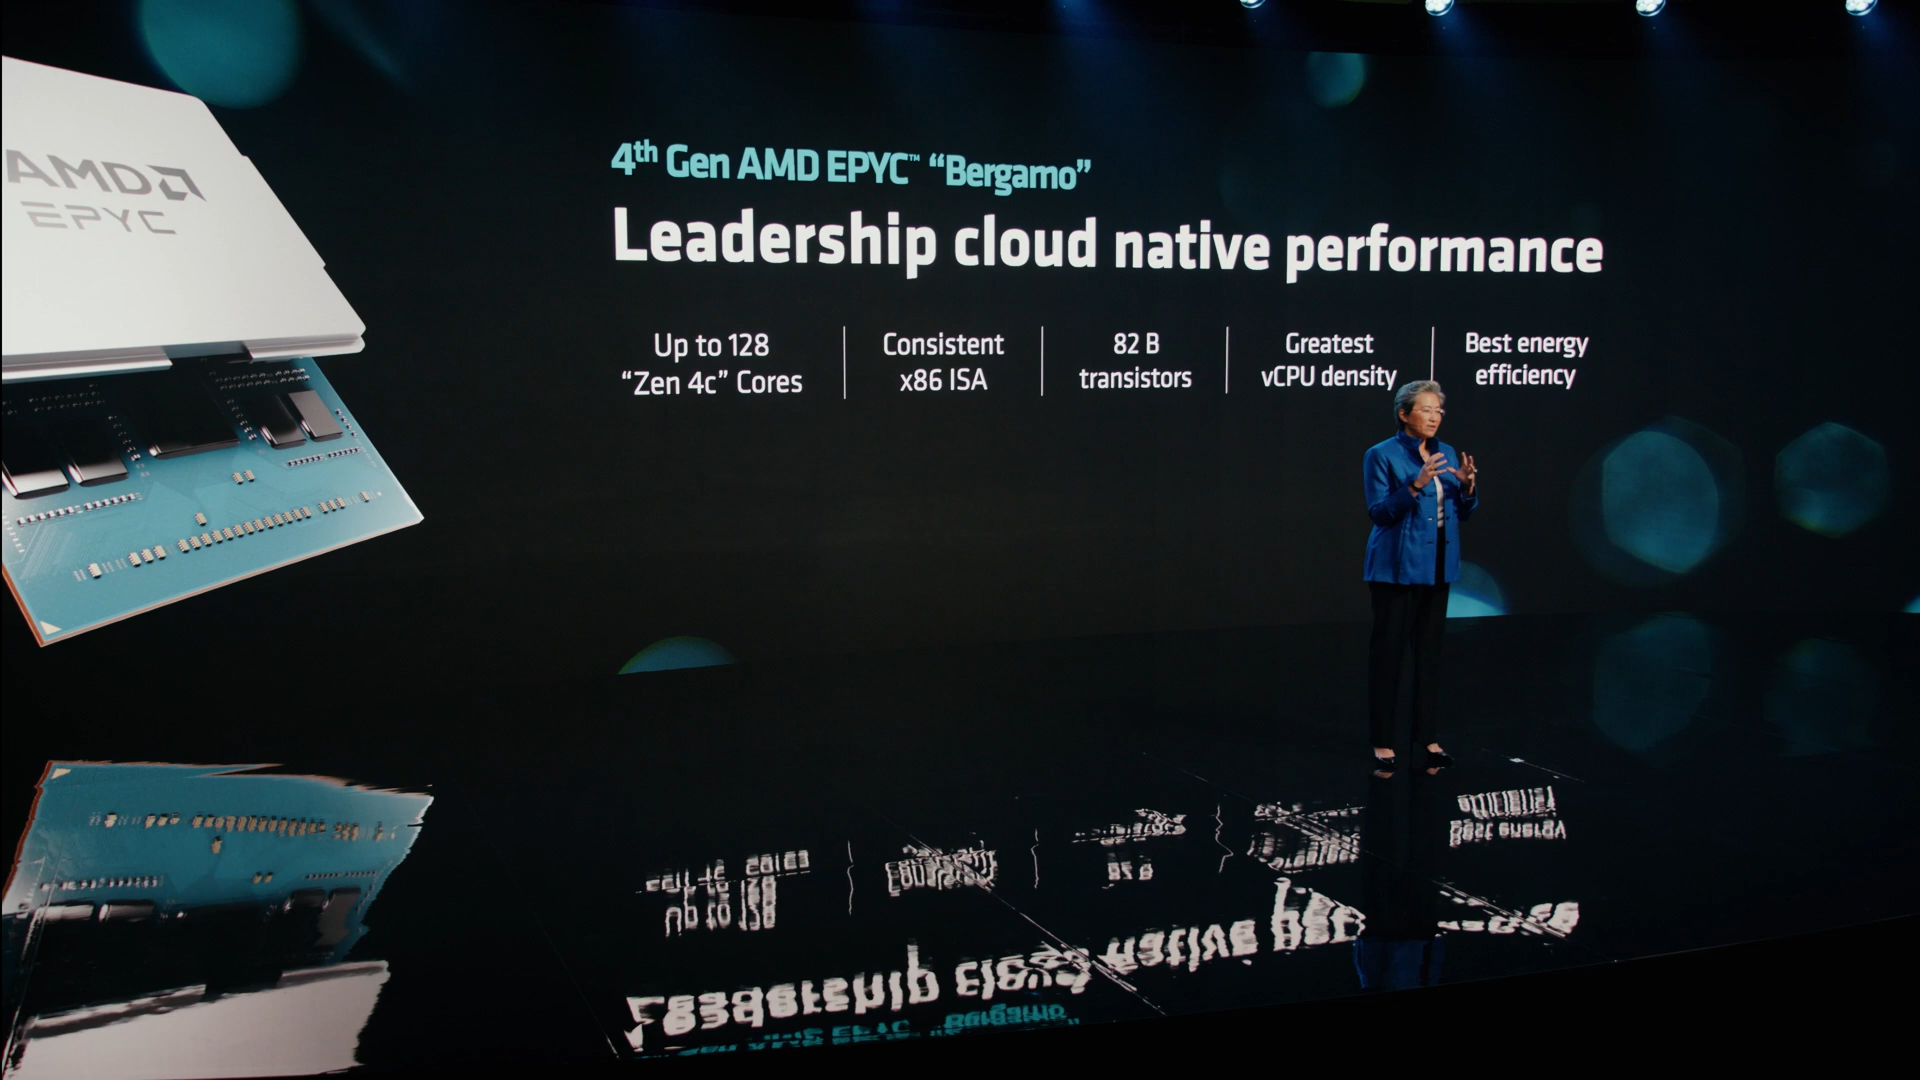 AMD
EPYC
4th Gen AMD EPYC™ “Bergamo”
Leadership cloud native performance
Up to 128
“Zen 4c” Cores
Consistent
x86 ISA
82 B
transistors
Greatest
vCPU density
Best energy
efficiency